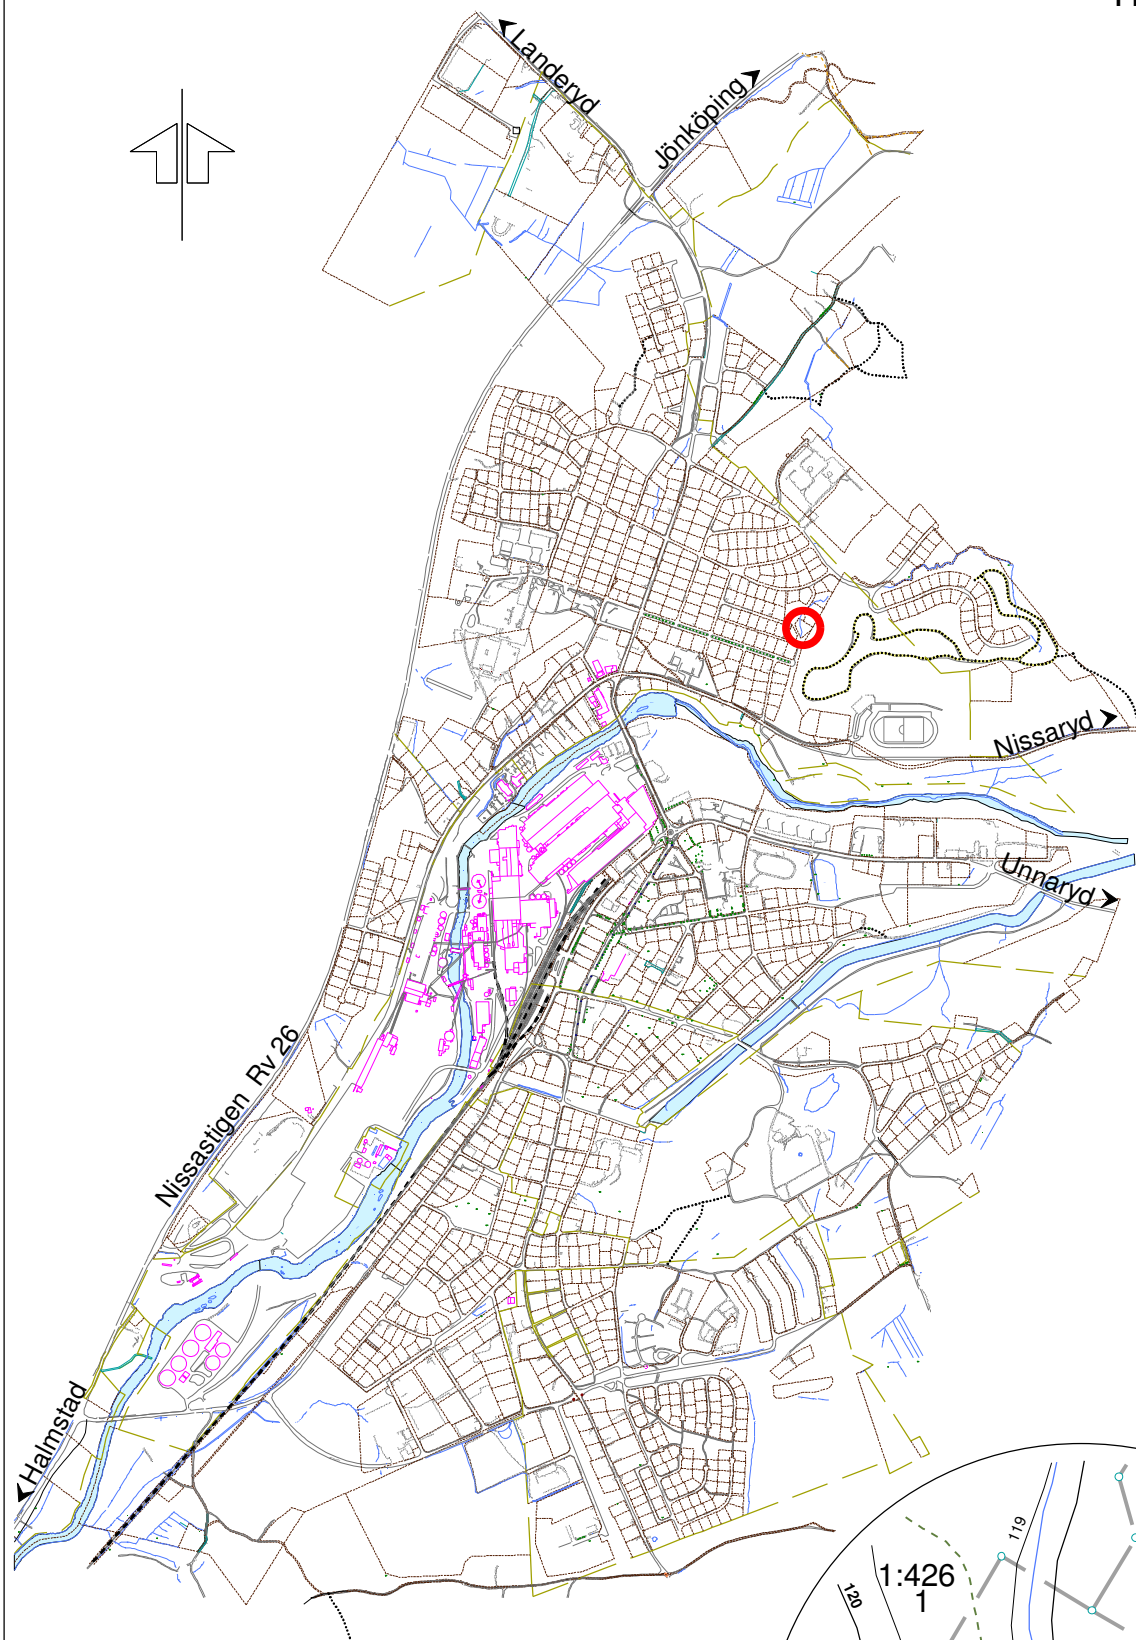 Landeryd
Jönköping
Nissaryd
Unnaryd
Nissastigen Rv 26
Halmstad
119
120
1:426
1